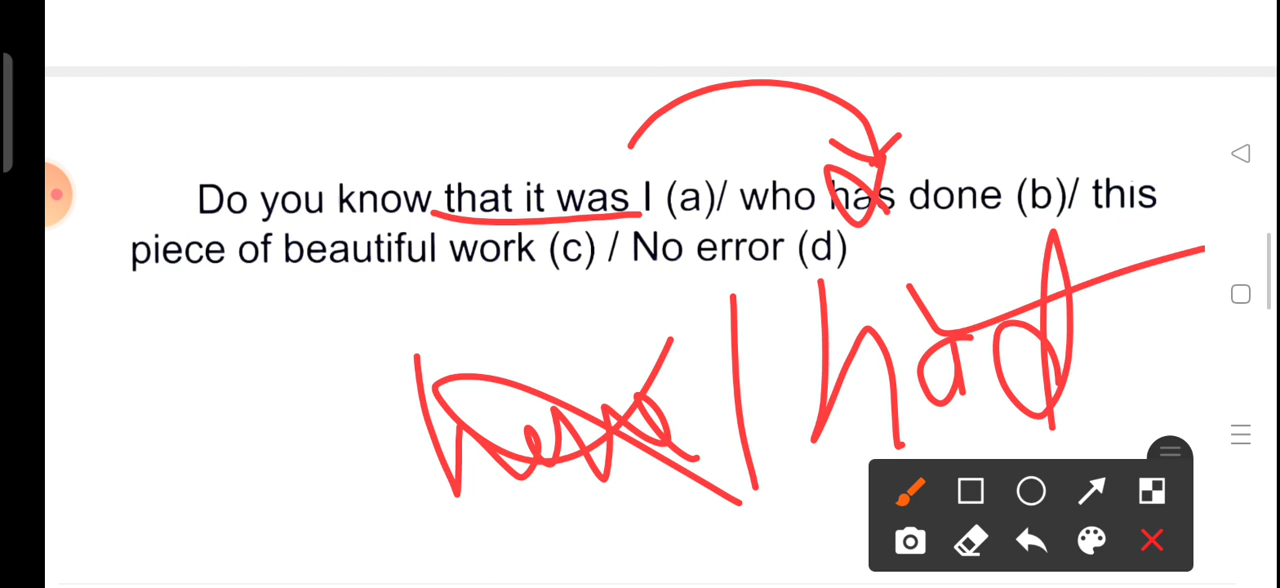 Do you know that it was I (a)/ who has done (b)/ this
piece of beautiful work (c) / No error (d)
had